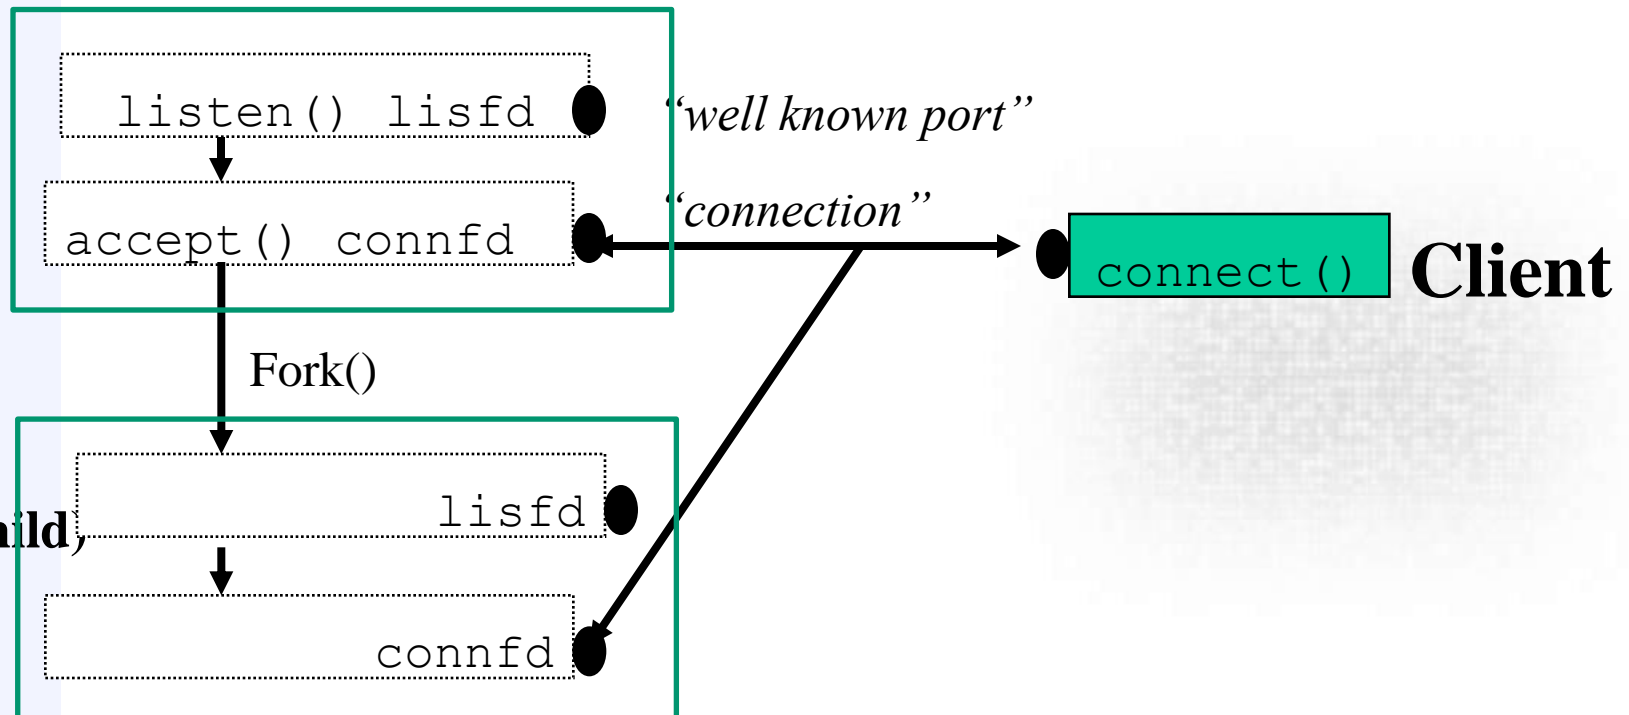 listen() lisfd
“well known port”
“connection”
accept() connfd
connect()
Client
Fork()
lisfd
connfd